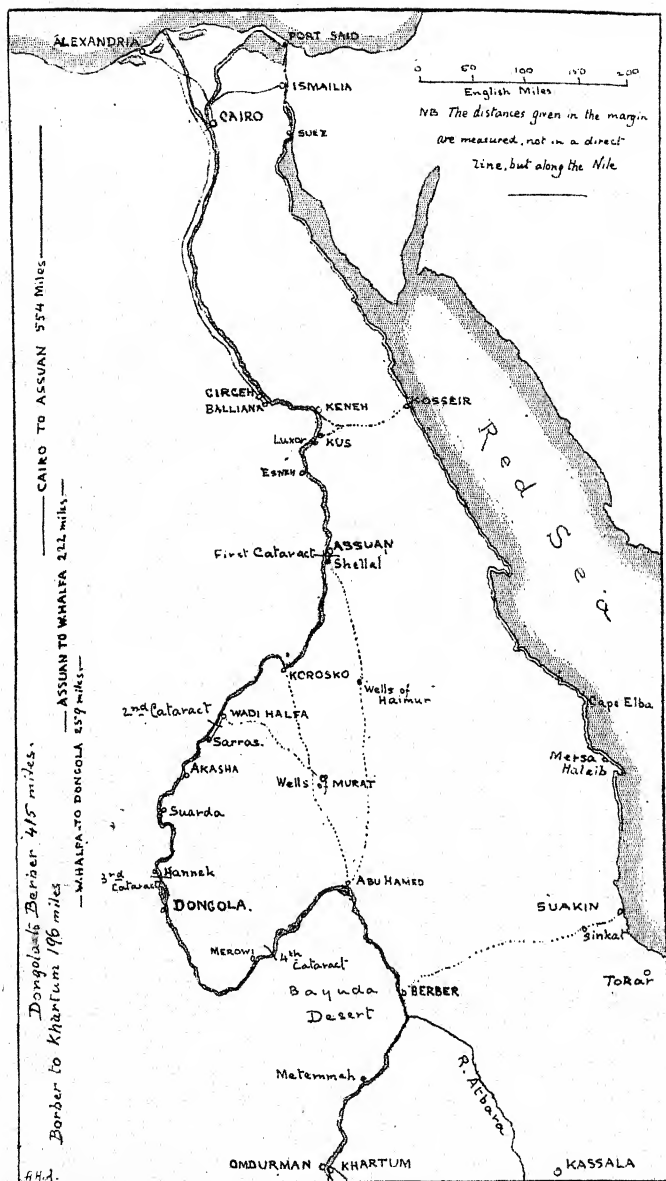 ALEXANDRIA
PORT SAID
ISMAILIA
CAIRO
SUEZ
0 50 100 150 200
English Miles
NB The distances given in the margin
are measured, not in a direct
line, but along the Nile
CAIRO TO ASSUAN 554 Miles
ASSUAN TO W.HALFA 222 miles
W.HALFA TO DONGOLA 259 miles
Dongola to Berber 415 miles.
Berber to Khartum 196 miles
GIRGEH
BALLIANA
KENEH
KOSSEIR
Luxor
KUS
ESNEH
Red Sea
First Cataract
ASSUAN
Shellal
KOROSKO
Wells of
Haimur
Cape Elba
2nd Cataract
WADI HALFA
Sarras.
Mersa
Haleib
AKASHA
Wells
MURAT
Suarda
Hannek
3rd
Cataract
ABU HAMED
DONGOLA.
SUAKIN
Sinkat
MEROWI
4th
Cataract
TOKAR
Bayuda
Desert
BERBER
Metemmeh
R. Atbara
OMDURMAN
KHARTUM
KASSALA